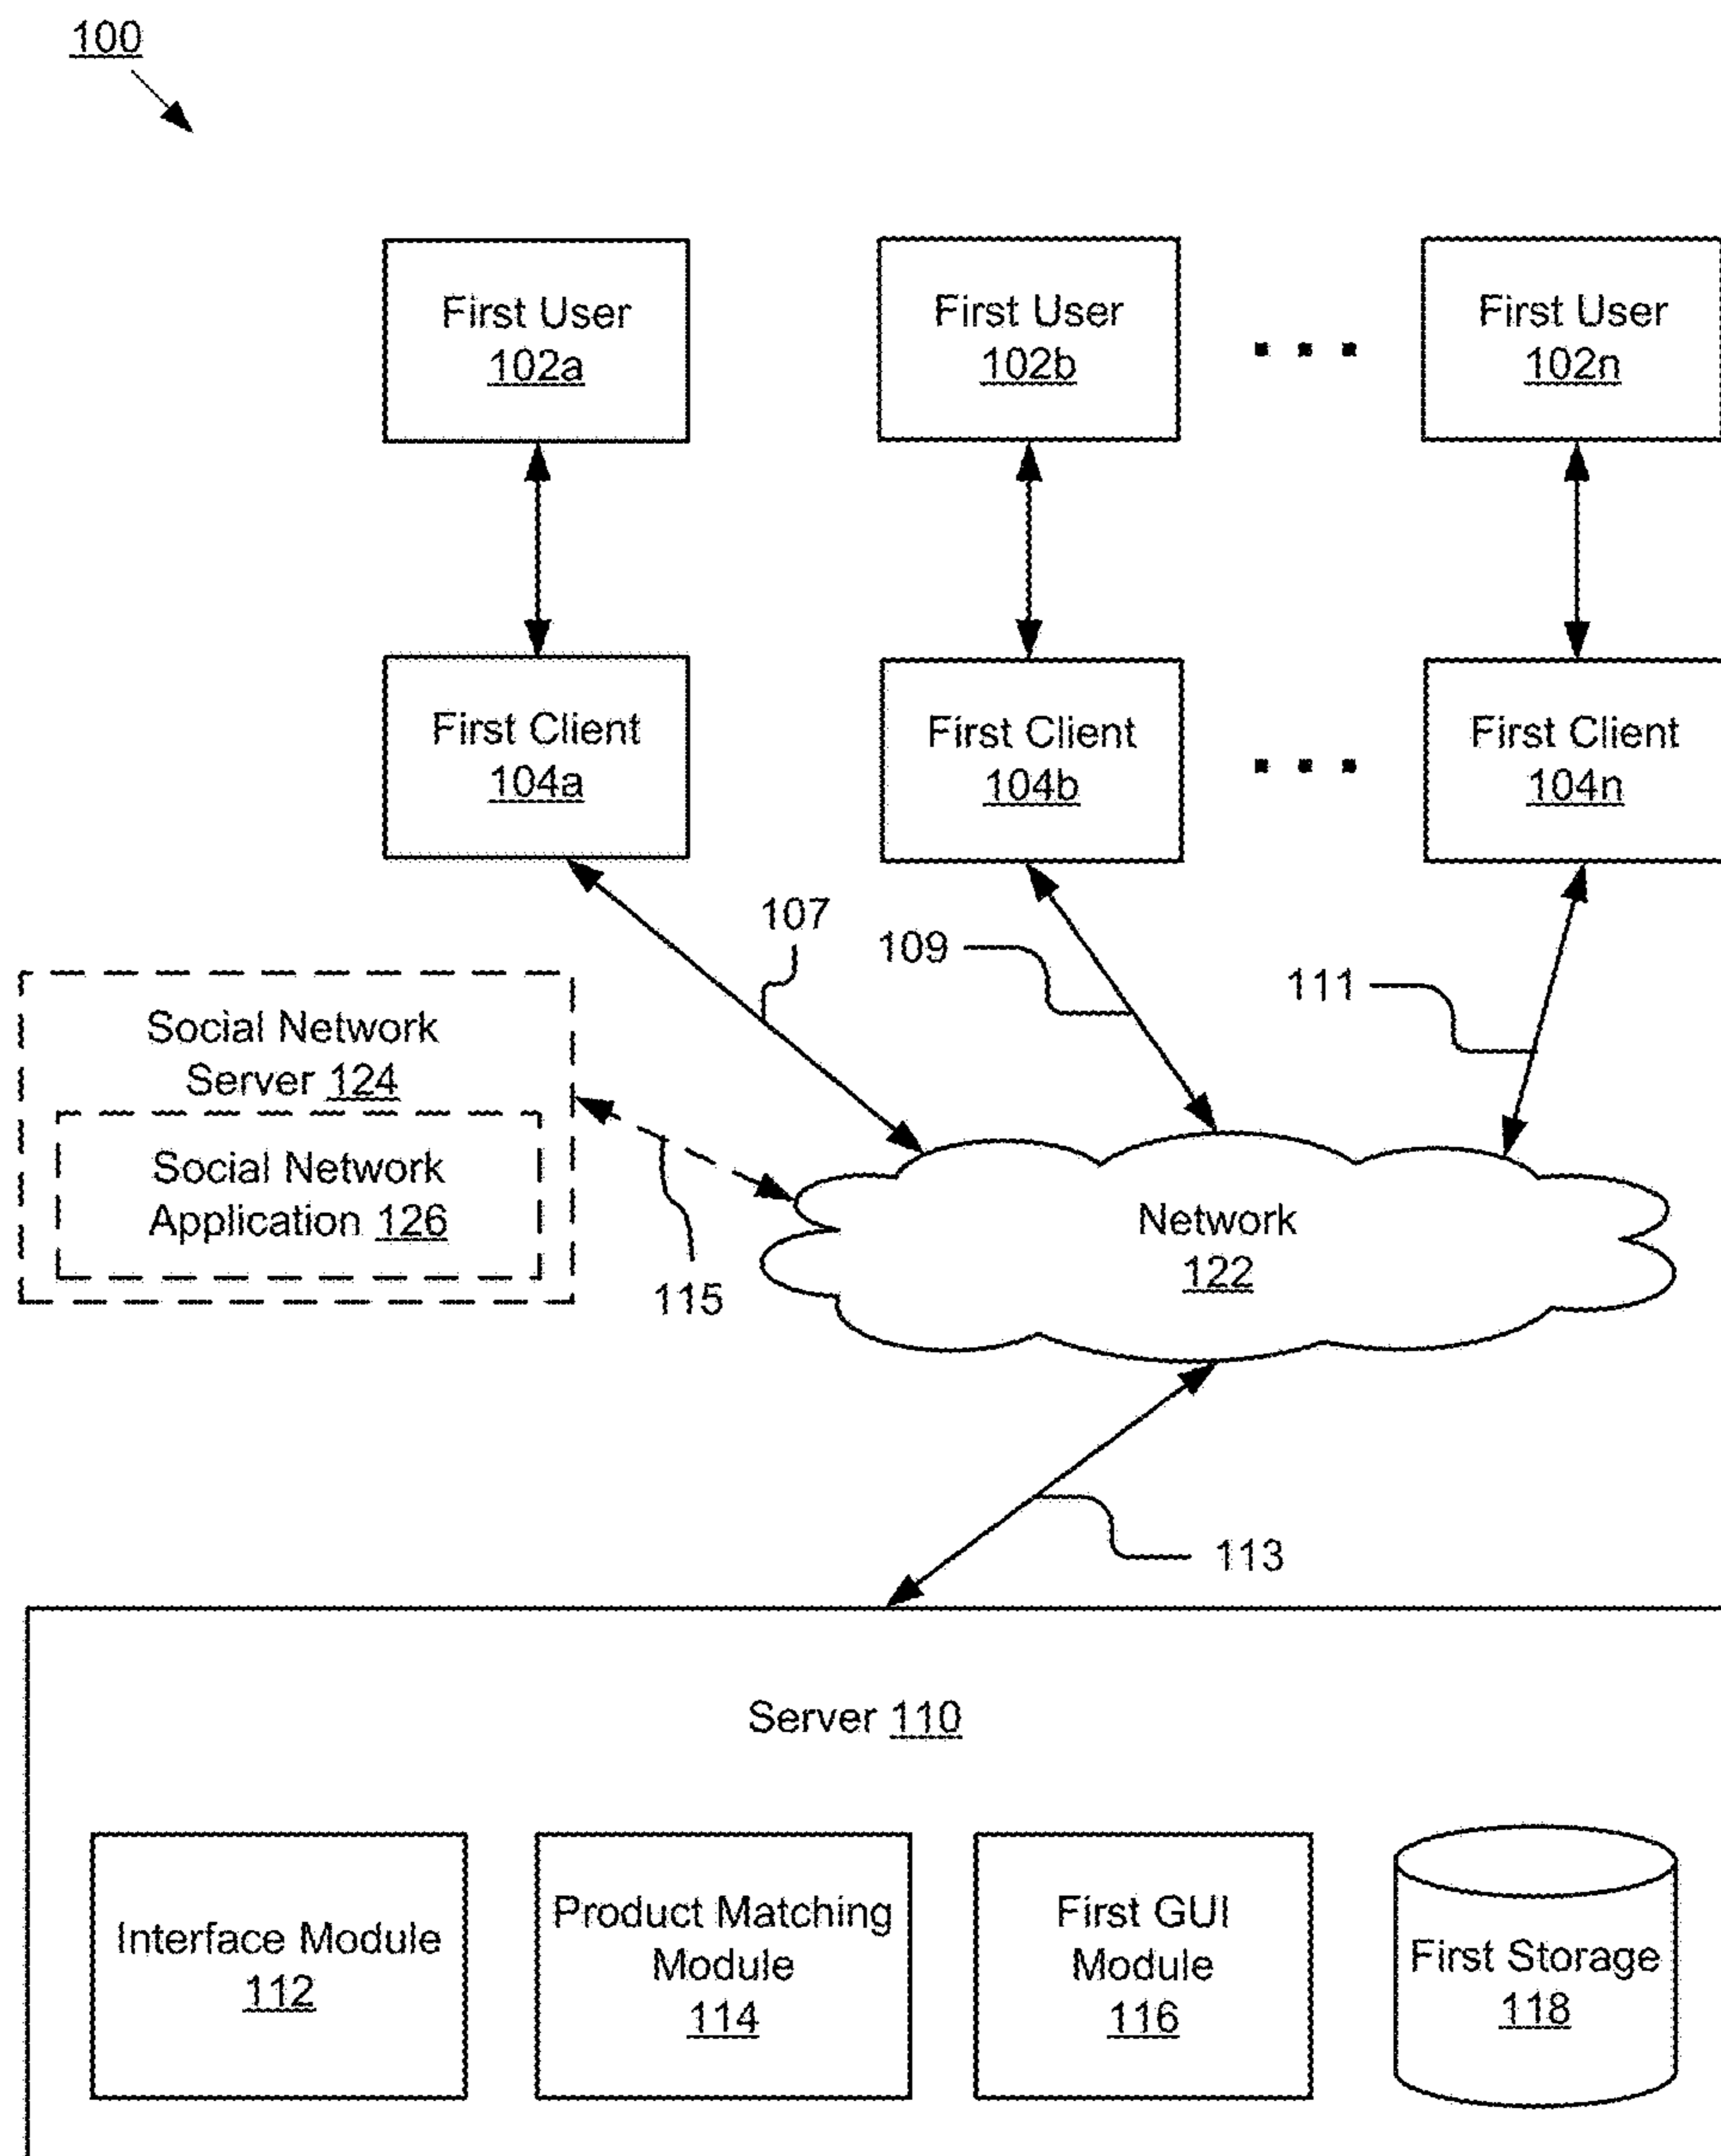 100
First User
102a
First User
102b
First User
102n
First Client
104a
First Client
104b
First Client
104n
107
109
111
Social Network
Server 124
Social Network
Application 126
115
Network
122
113
Server 110
Interface Module
112
Product Matching
Module
114
First GUI
Module
116
First Storage
118